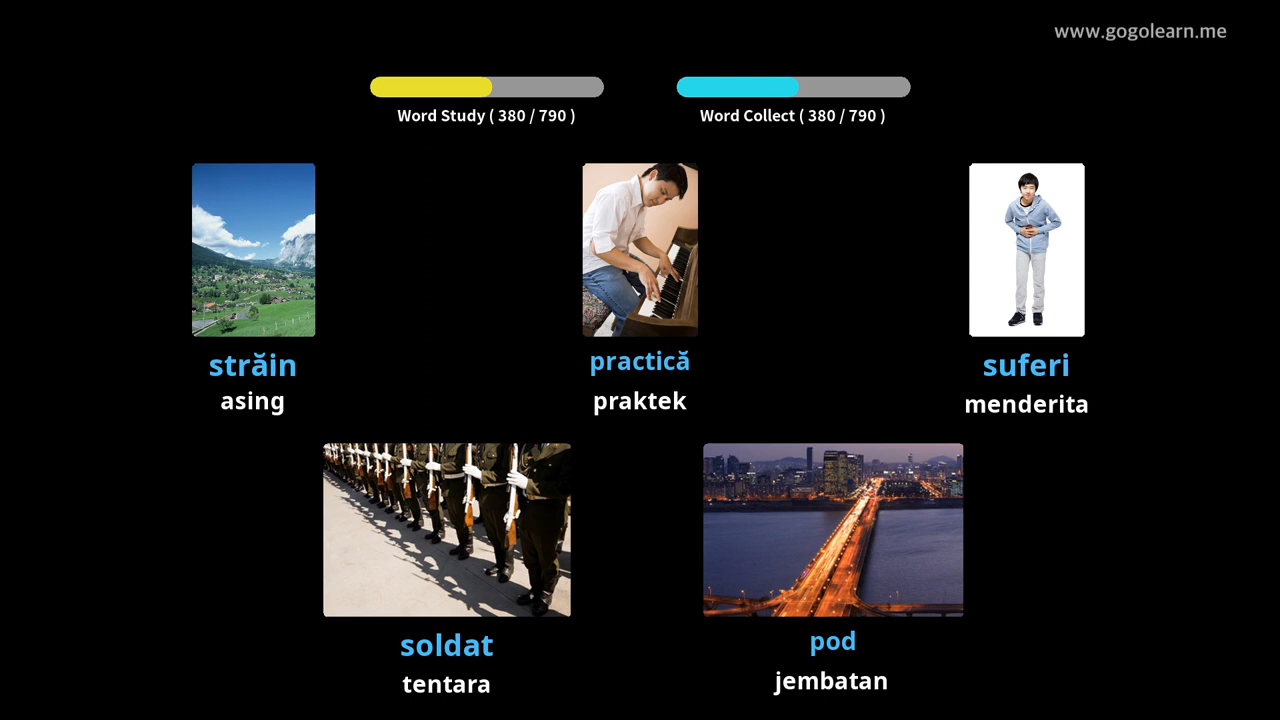 www.gogolearn.me
Word Study ( 380 / 790 )
Word Collect ( 380 / 790 )
străin
asing
practică
praktek
suferi
menderita
soldat
tentara
pod
jembatan